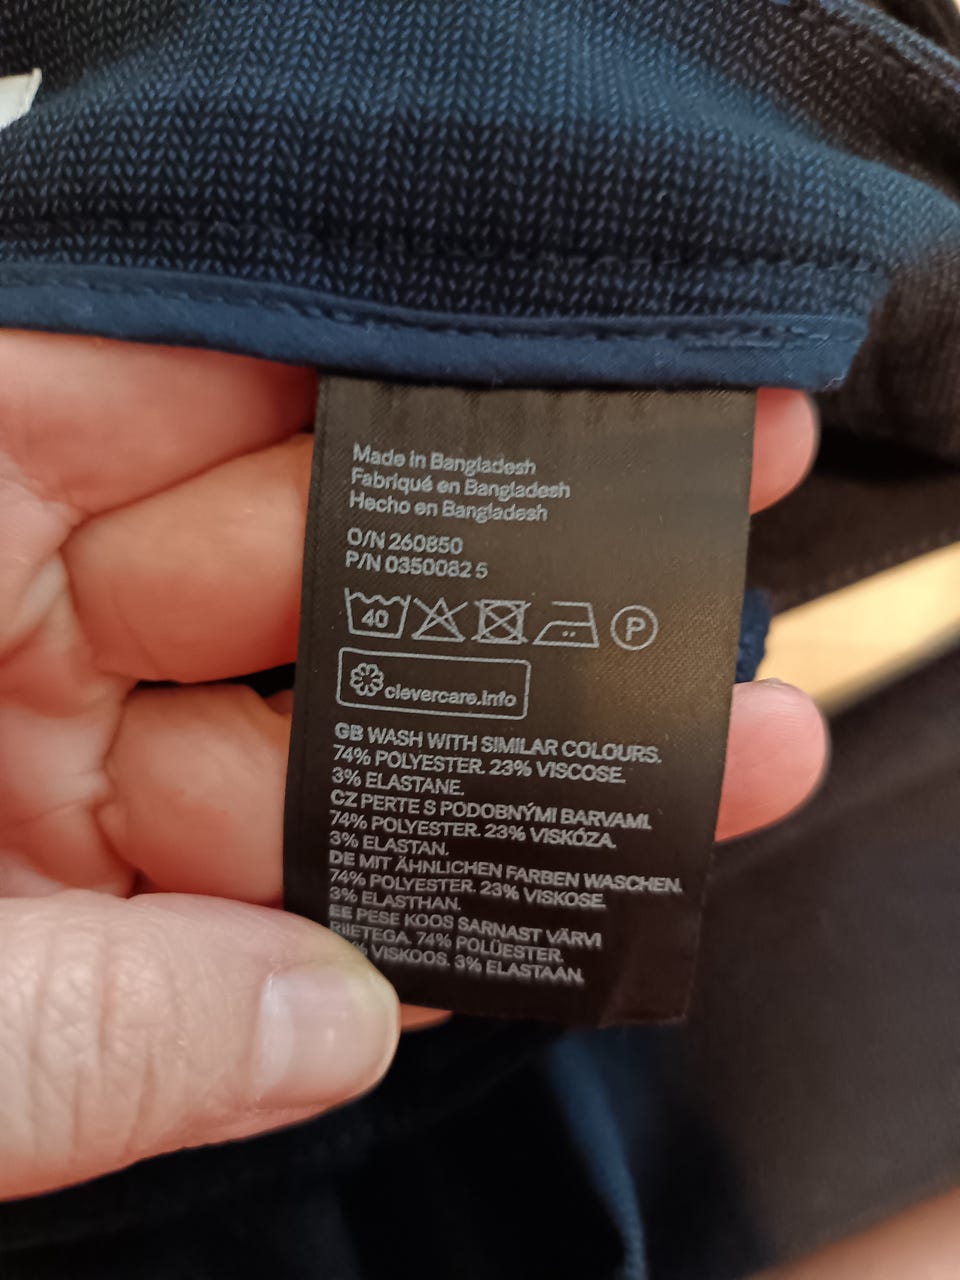 Made in Bangladesh
Fabriqué en Bangladesh
Hecho en Bangladesh
O/N 260850
P/N 0350082 5
40 P
clevercare.info
GB WASH WITH SIMILAR COLOURS.
74% POLYESTER. 23% VISCOSE.
3% ELASTANE.
CZ PERTE S PODOBNÝMI BARVAMI.
74% POLYESTER. 23% VISKÓZA.
3% ELASTAN.
DE MIT ÄHNLICHEN FARBEN WASCHEN.
74% POLYESTER. 23% VISKOSE.
3% ELASTHAN.
EE PESE KOOS SARNAST VÄRVI
RIIETEGA. 74% POLÜESTER.
% VISKOOS. 3% ELASTAAN.